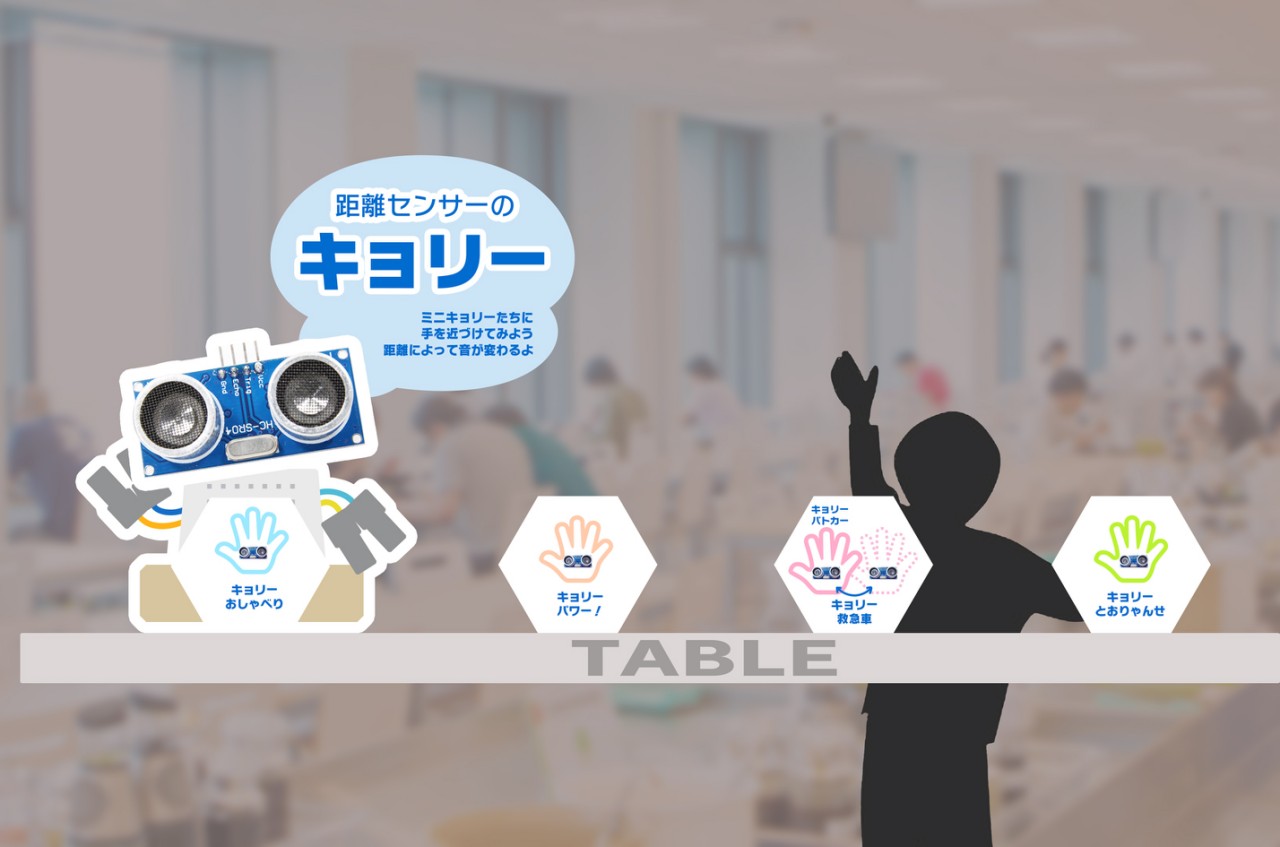 距離センサーの
キョリー
ミニキョリーたちに
手を近づけてみよう
距離によって音が変わるよ
Gnd
Echo
Trig
Vcc
HC-SR04
キョリー
おしゃべり
キョリー
パワー！
キョリー
パトカー
キョリー
救急車
キョリー
とおりゃんせ
TABLE